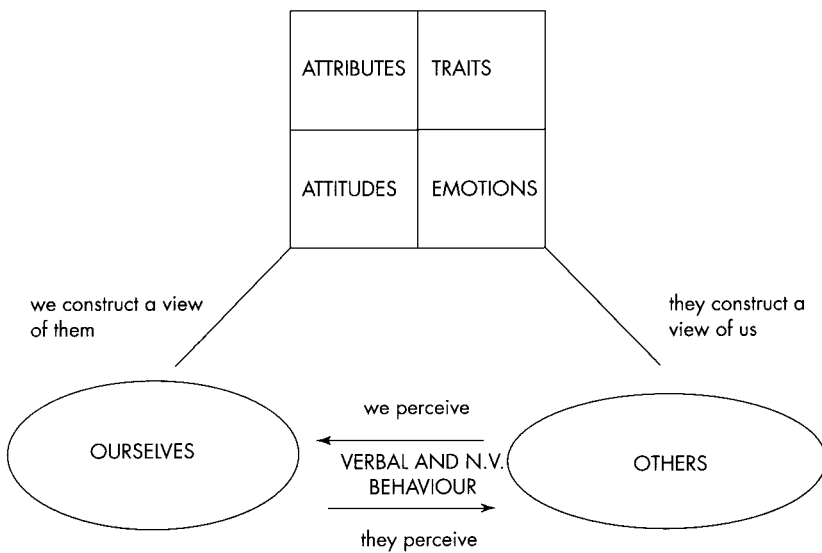 ATTRIBUTES TRAITS
ATTITUDES EMOTIONS
we construct a view
of them
they construct a
view of us
we perceive
OURSELVES
VERBAL AND N.V.
BEHAVIOUR
OTHERS
they perceive